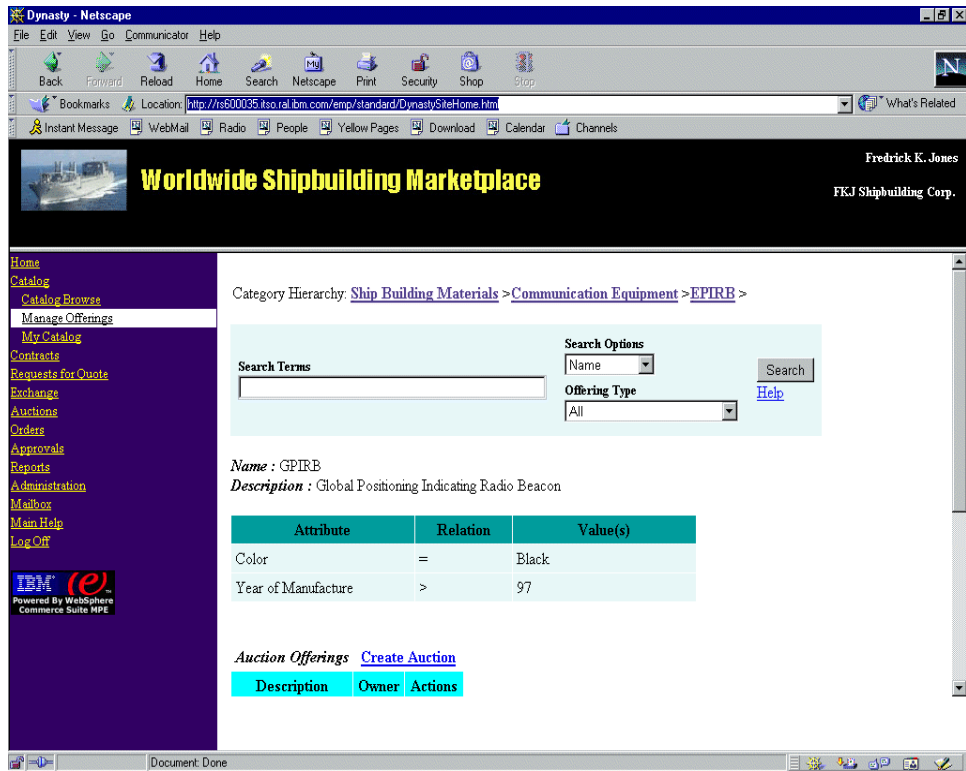 Dynasty - Netscape
File Edit View Go Communicator Help
Back Forward Reload Home Search Netscape Print Security Shop Stop
Bookmarks Location: http://rs600035.itso.ral.ibm.com/emp/standard/DynastySiteHome.htm What's Related
Instant Message WebMail Radio People Yellow Pages Download Calendar Channels
Worldwide Shipbuilding Marketplace
Fredrick K. Jones
FKJ Shipbuilding Corp.
Home
Catalog
Catalog Browse
Manage Offerings
My Catalog
Contracts
Requests for Quote
Exchange
Auctions
Orders
Approvals
Reports
Administration
Mailbox
Main Help
Log Off
IBM e
Powered By WebSphere
Commerce Suite MPE
Category Hierarchy: Ship Building Materials >Communication Equipment >EPIRB >
Search Terms
Search Options
Name
Offering Type
All
Search
Help
Name : GPIRB
Description : Global Positioning Indicating Radio Beacon
Attribute Relation Value(s)
Color = Black
Year of Manufacture > 97
Auction Offerings Create Auction
Description Owner Actions
Document: Done